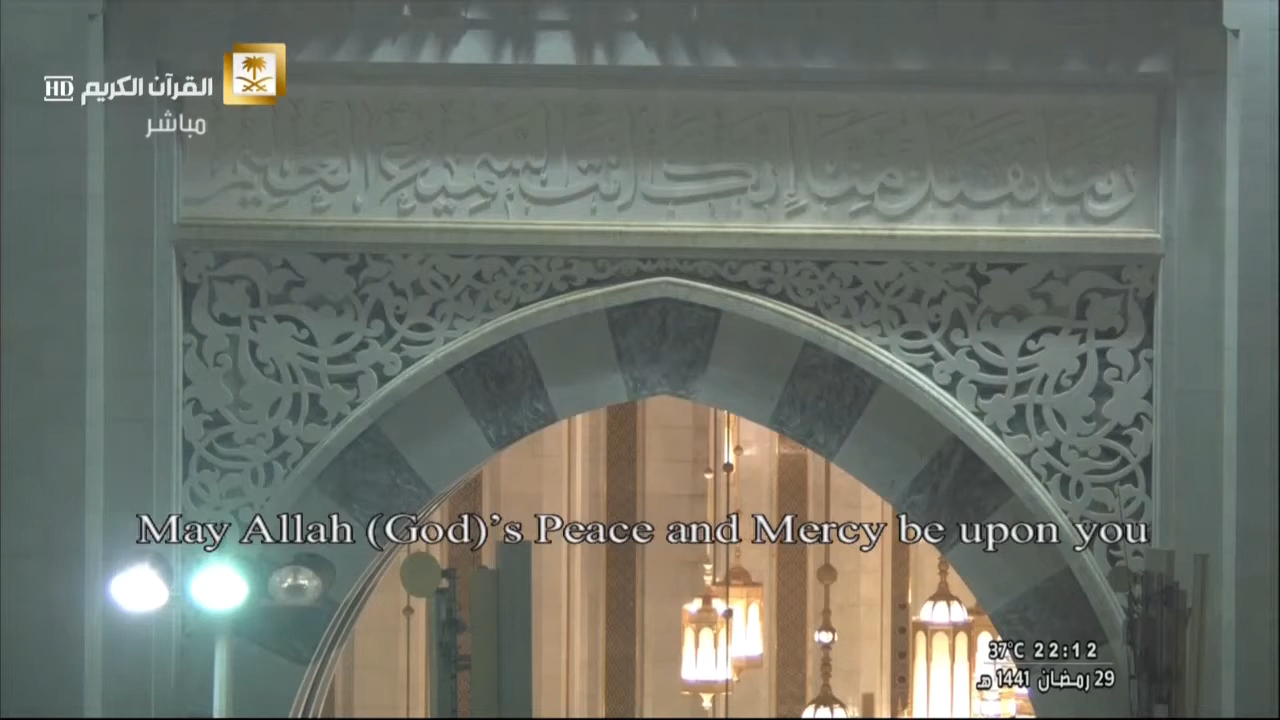 القرآن الكريم HD
مباشر
ربنا تقبل منا إنك أنت السميع العليم
May Allah (God)'s Peace and Mercy be upon you
37°C 22:12
29 رمضان 1441 هـ